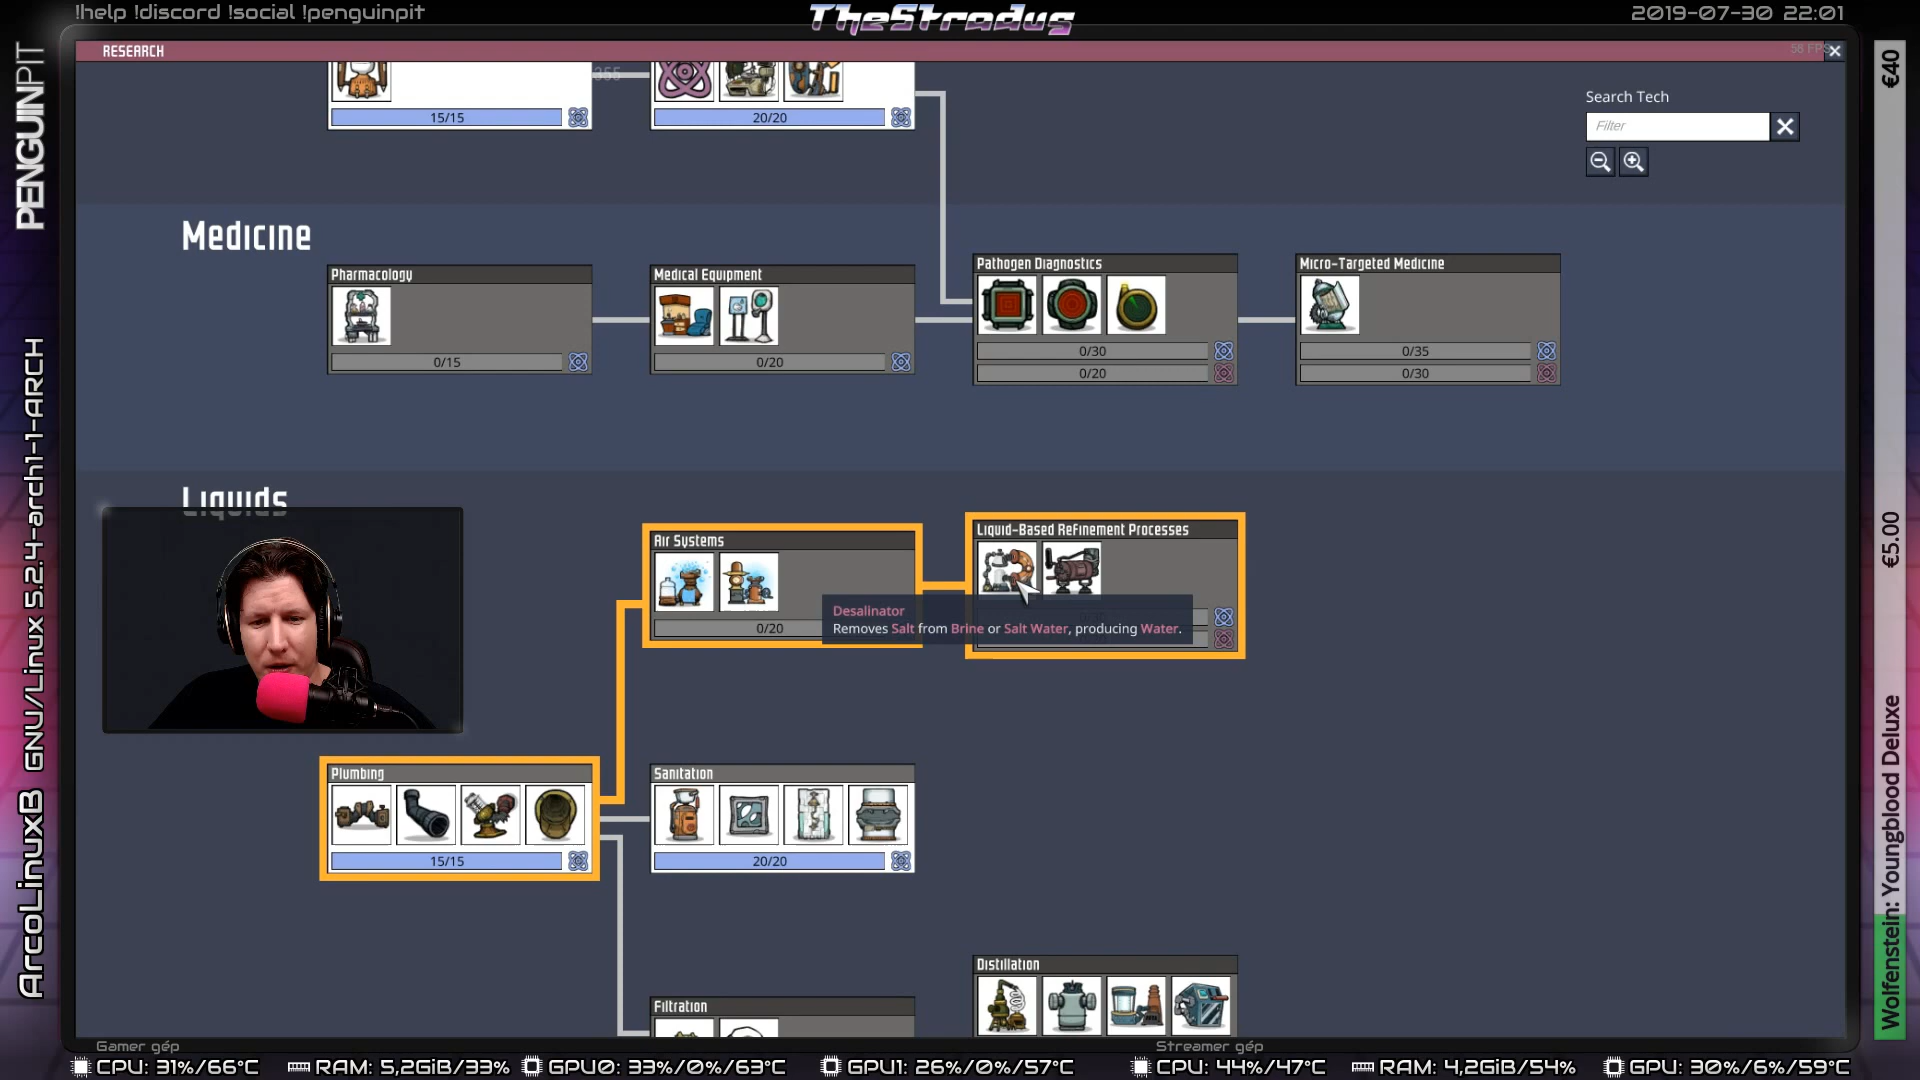 !help !discord !social !penguinpit
TheStradus
2019-07-30 22:01
RESEARCH
56 FPS
355
15/15
20/20
Search Tech
Filter
Medicine
Pharmacology
0/15
Medical Equipment
0/20
Pathogen Diagnostics
0/30
0/20
Micro-Targeted Medicine
0/35
0/30
Liquids
Air Systems
0/20
Liquid-Based Refinement Processes
Desalinator
Removes Salt from Brine or Salt Water, producing Water.
Plumbing
15/15
Sanitation
20/20
Filtration
Distillation
PENGUINPIT
ArcoLinuxB GNU/Linux 5.2.4-arch1-1-ARCH
€40
€5.00
Wolfenstein: Youngblood Deluxe
Gamer gép
CPU: 31%/66°C RAM: 5,2GiB/33% GPU0: 33%/0%/63°C GPU1: 26%/0%/57°C
Streamer gép
CPU: 44%/47°C RAM: 4,2GiB/54% GPU: 30%/6%/59°C